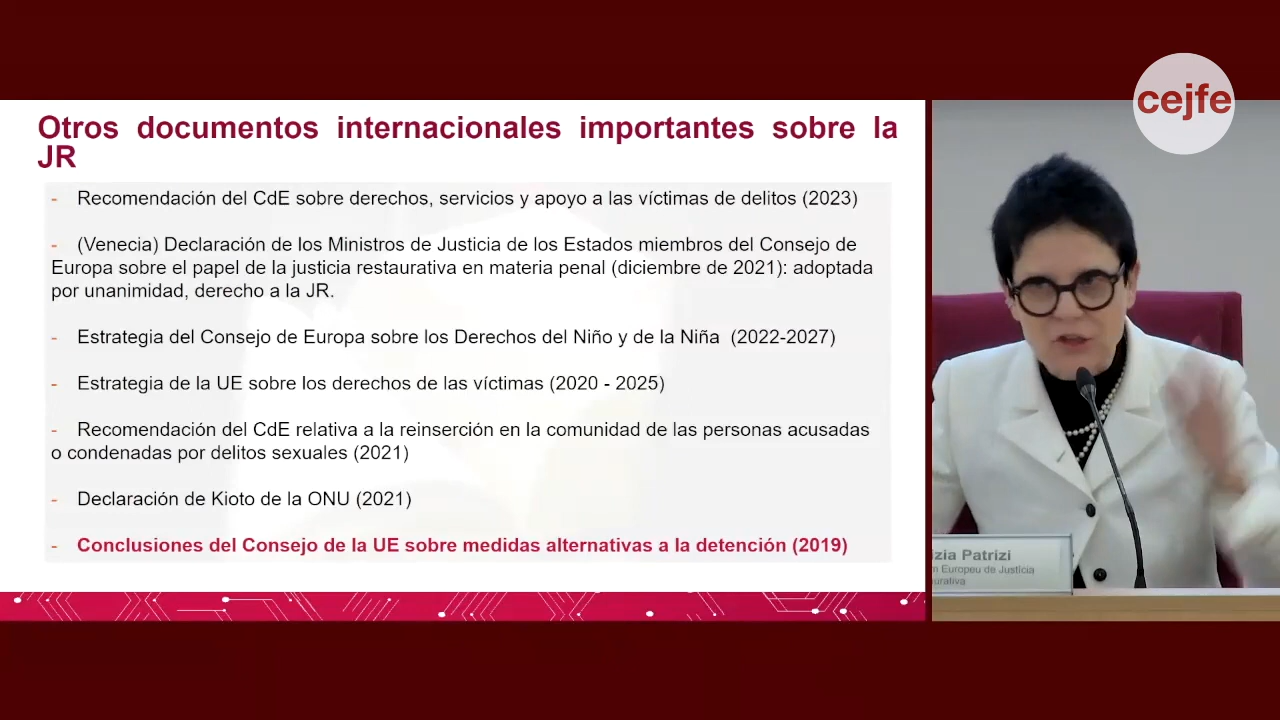 cejfe
Otros documentos internacionales importantes sobre la
JR
- Recomendación del CdE sobre derechos, servicios y apoyo a las víctimas de delitos (2023)
- (Venecia) Declaración de los Ministros de Justicia de los Estados miembros del Consejo de
Europa sobre el papel de la justicia restaurativa en materia penal (diciembre de 2021): adoptada
por unanimidad, derecho a la JR.
- Estrategia del Consejo de Europa sobre los Derechos del Niño y de la Niña (2022-2027)
- Estrategia de la UE sobre los derechos de las víctimas (2020 - 2025)
- Recomendación del CdE relativa a la reinserción en la comunidad de las personas acusadas
o condenadas por delitos sexuales (2021)
- Declaración de Kioto de la ONU (2021)
- Conclusiones del Consejo de la UE sobre medidas alternativas a la detención (2019)
izia Patrizi
m Europeu de Justícia
urativa